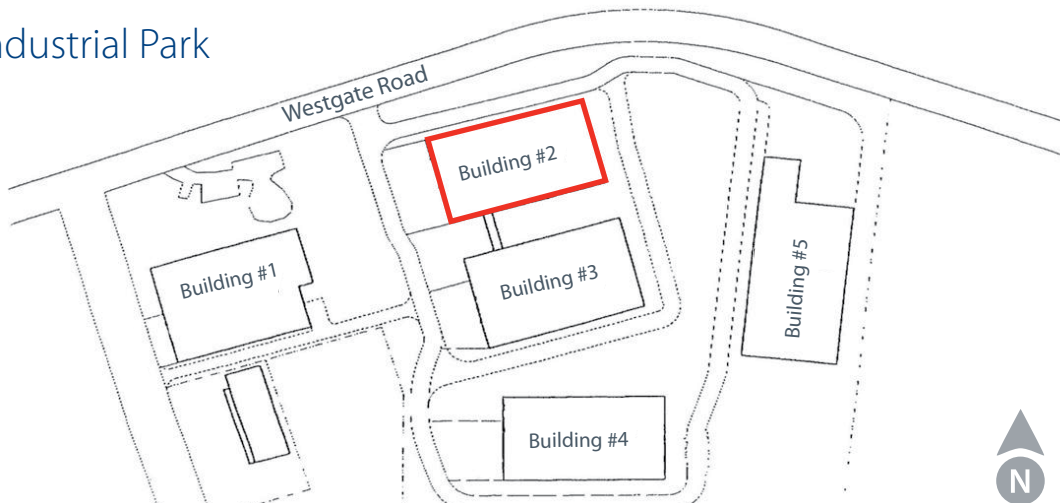 ndustrial Park
Westgate Road
Building #2
Building #1
Building #3
Building #5
Building #4
N